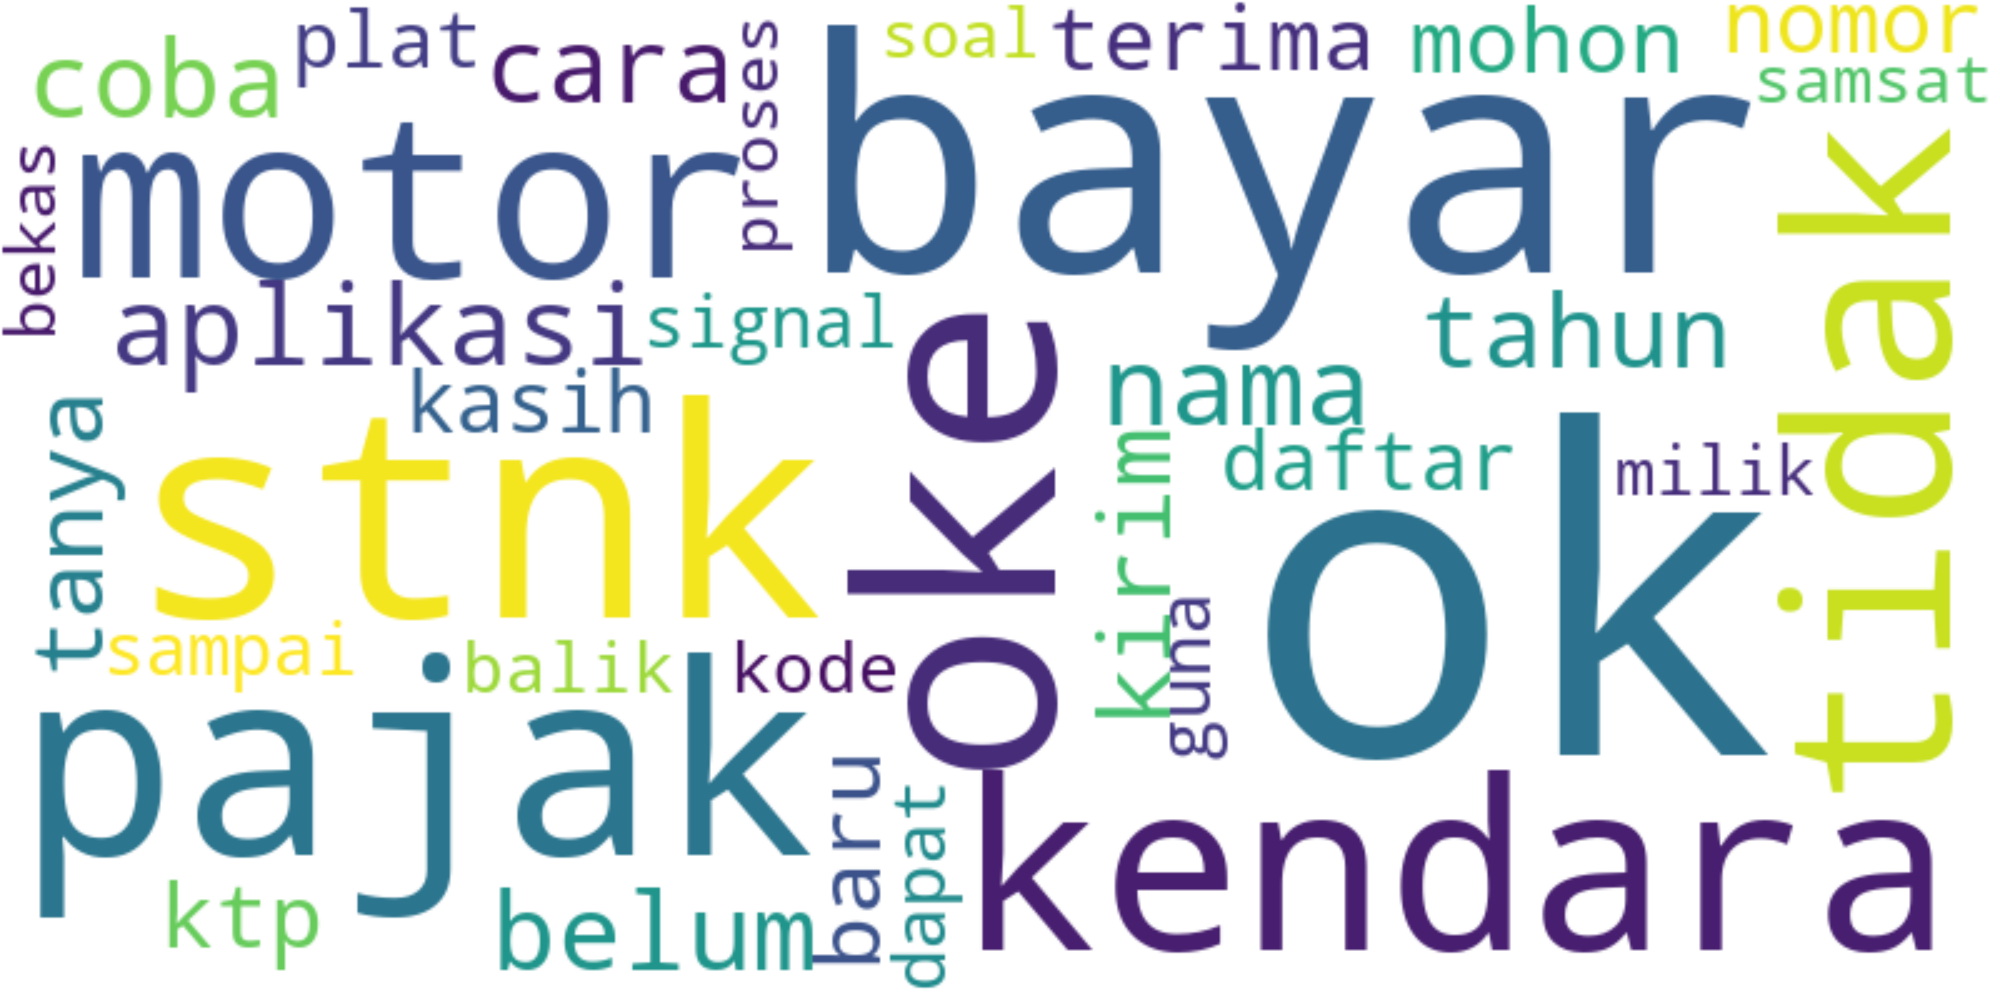 coba
plat
cara
proses
soal
terima
mohon
nomor
samsat
bekas
motor
bayar
tidak
aplikasi
signal
oke
tahun
kasih
nama
tanya
stnk
kirim
daftar
milik
ok
guna
sampai
balik
kode
pajak
baru
dapat
kendara
ktp
belum